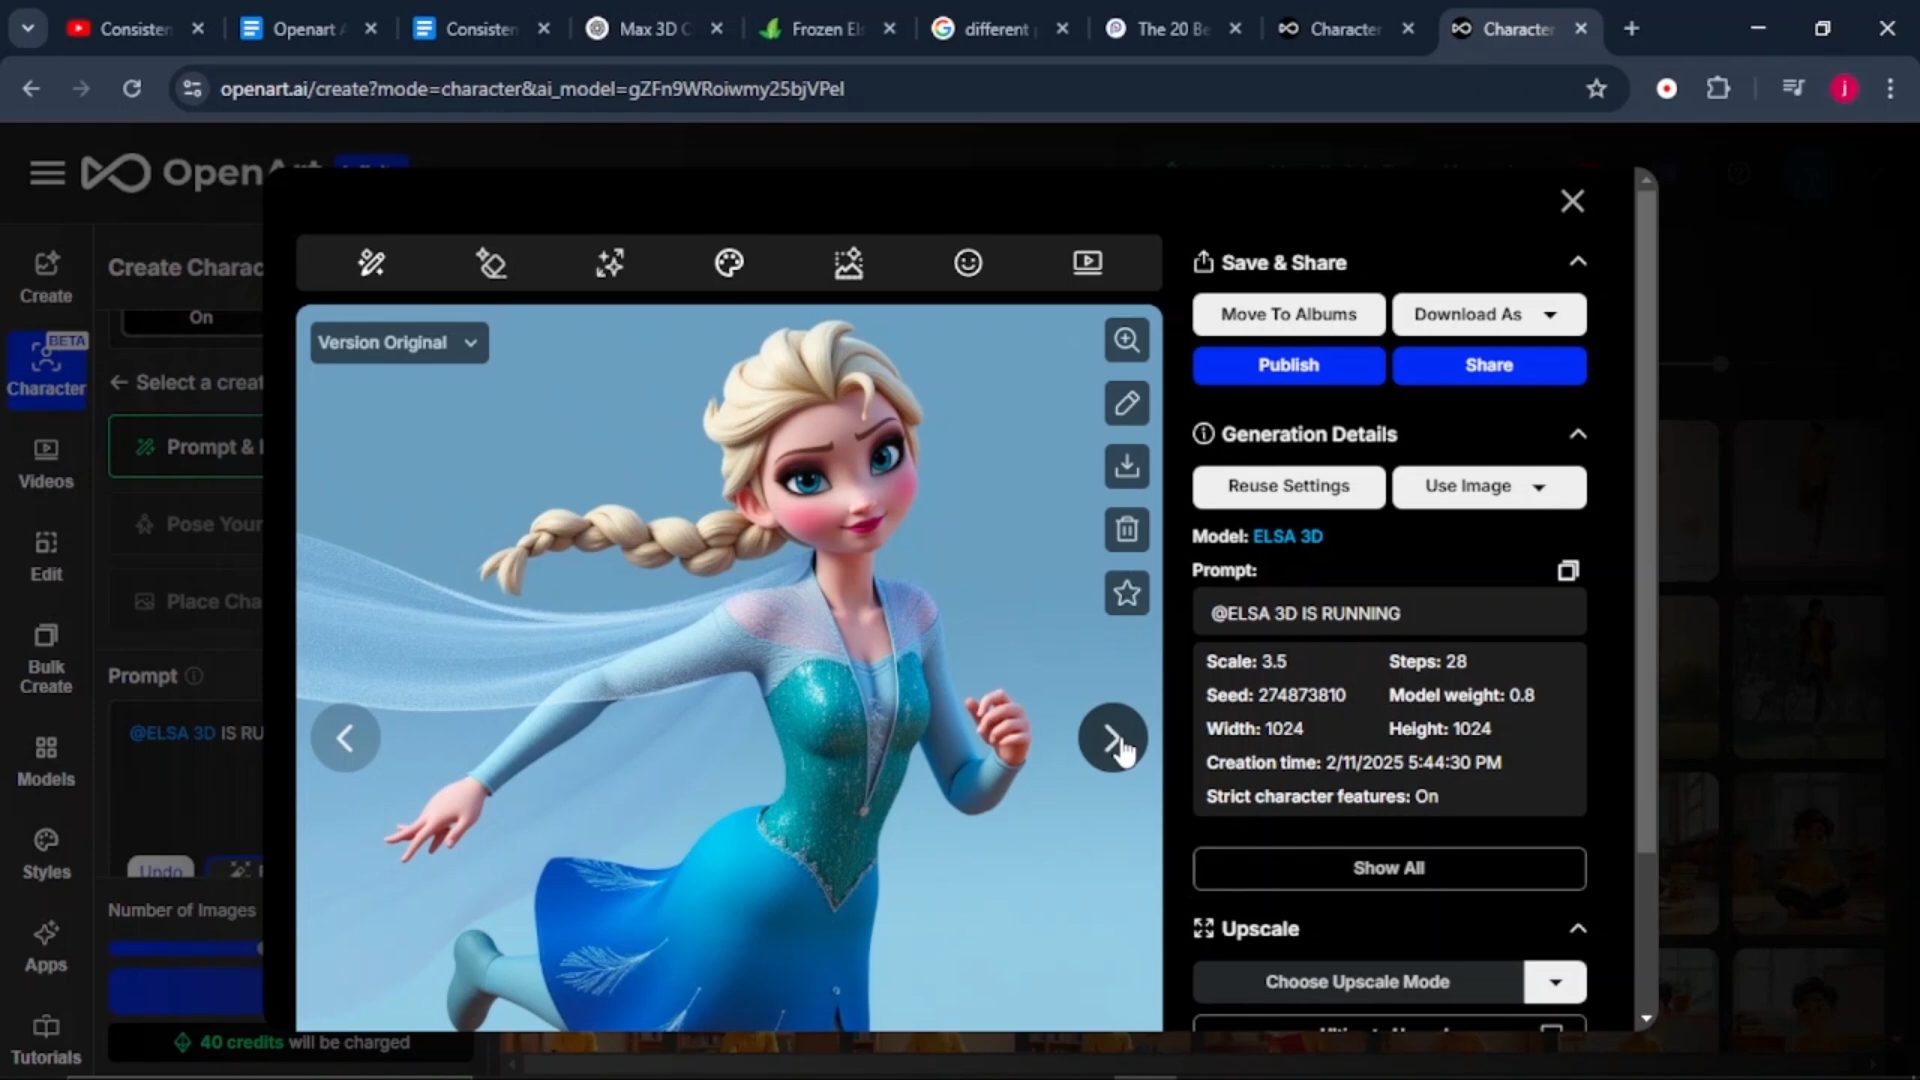 Consisten
Openart A
Consisten
Max 3D C
Frozen Els
different
The 20 Be
Character
Character
openart.ai/create?mode=character&ai_model=gZFn9WRoiwmy25bjVPeI
j
OpenArt
Create
BETA
Character
Videos
Edit
Bulk
Create
Models
Styles
Apps
Tutorials
Create Charac
On
Select a creat
Prompt &
Pose Your
Place Cha
Prompt
@ELSA 3D IS RU
Undo
Number of Images
40 credits will be charged
Version Original
Save & Share
Move To Albums
Download As
Publish
Share
Generation Details
Reuse Settings
Use Image
Model: ELSA 3D
Prompt:
@ELSA 3D IS RUNNING
Scale: 3.5
Steps: 28
Seed: 274873810
Model weight: 0.8
Width: 1024
Height: 1024
Creation time: 2/11/2025 5:44:30 PM
Strict character features: On
Show All
Upscale
Choose Upscale Mode